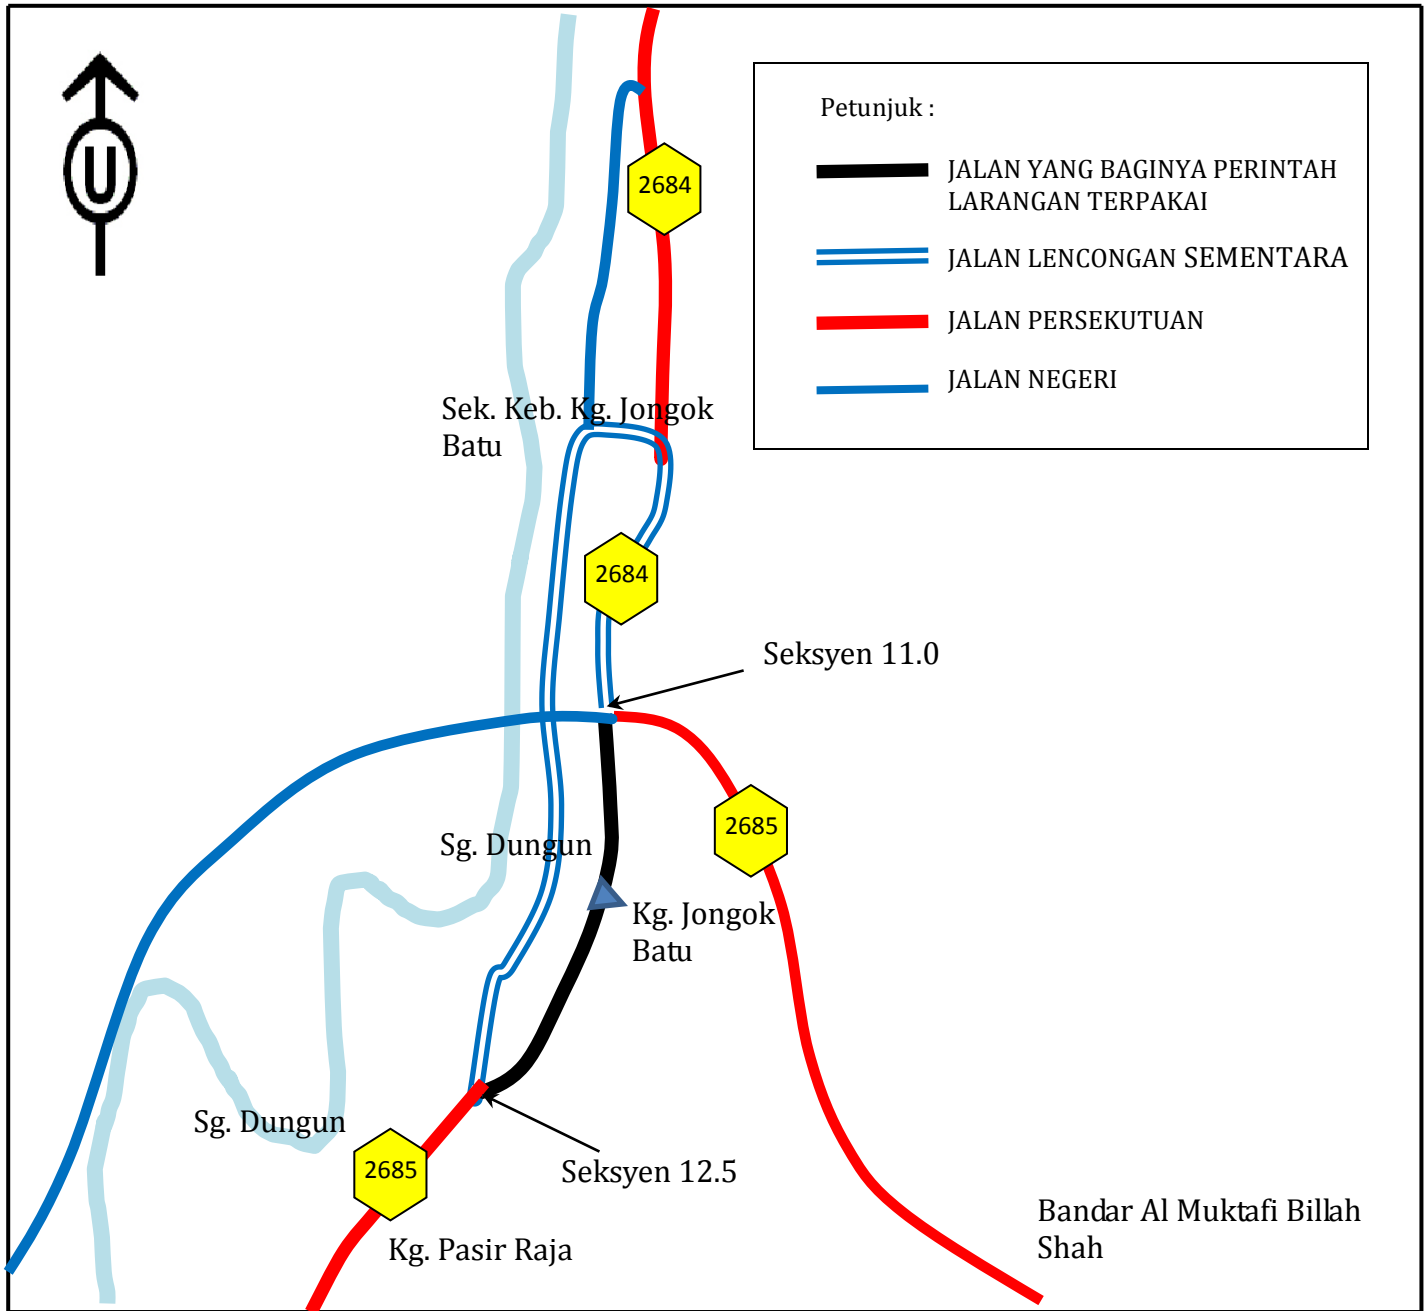 U
Petunjuk :
JALAN YANG BAGINYA PERINTAH
LARANGAN TERPAKAI
JALAN LENCONGAN SEMENTARA
JALAN PERSEKUTUAN
JALAN NEGERI
2684
Sek. Keb. Kg. Jongok
Batu
2684
Seksyen 11.0
2685
Sg. Dungun
Kg. Jongok
Batu
Sg. Dungun
2685
Seksyen 12.5
Kg. Pasir Raja
Bandar Al Muktafi Billah
Shah